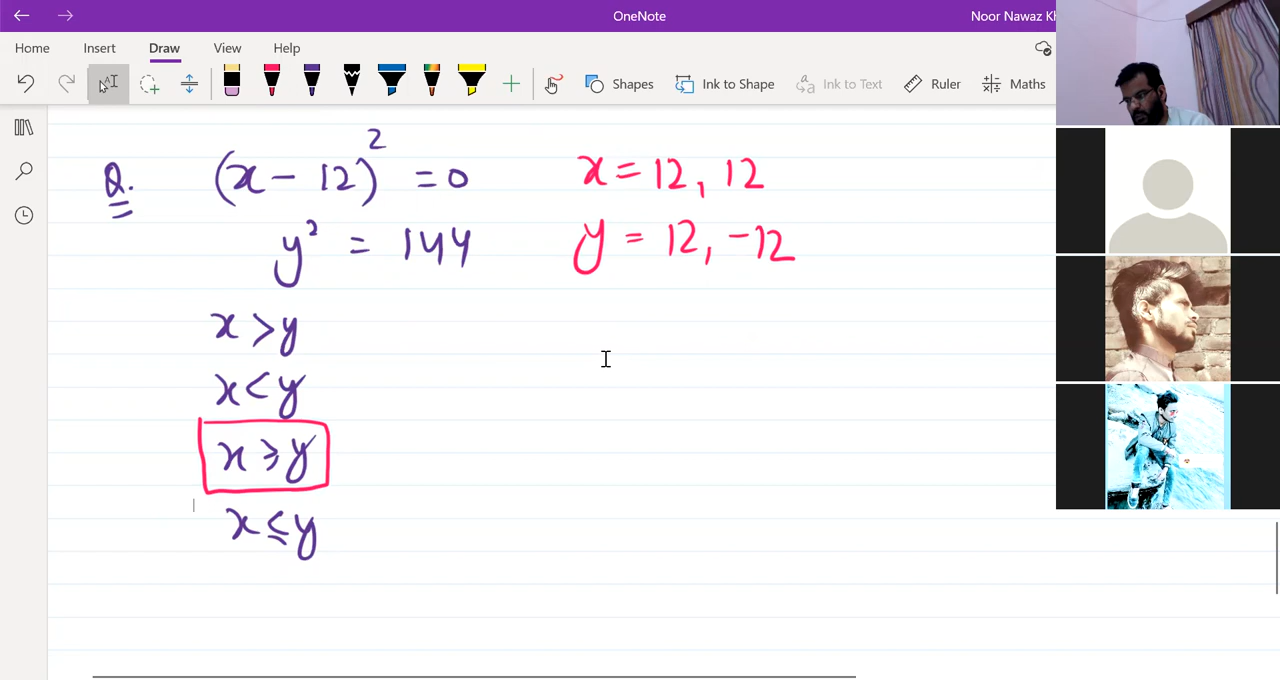 OneNote
Noor Nawaz Kh
Home Insert Draw View Help
Shapes Ink to Shape Ink to Text Ruler Maths
Q. (x - 12)² = 0 x = 12, 12
y² = 144 y = 12, -12
x > y
x < y
x ⩾ y
x ≤ y